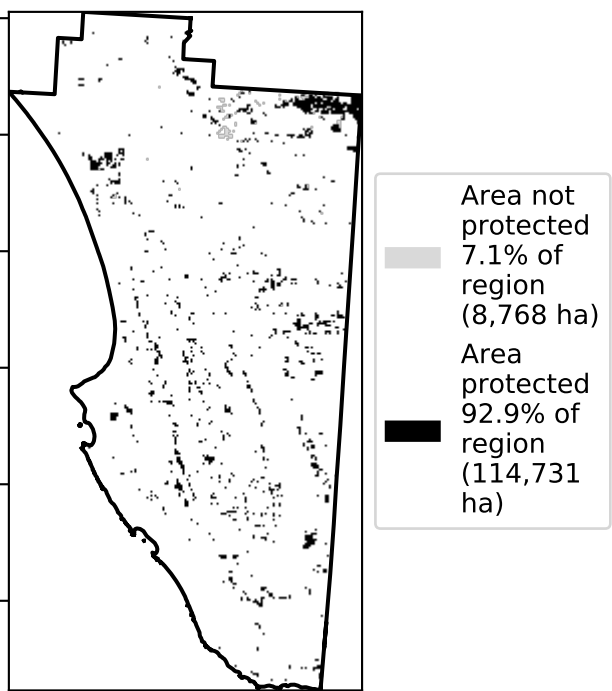 Area not
protected
7.1% of
region
(8,768 ha)
Area
protected
92.9% of
region
(114,731
ha)